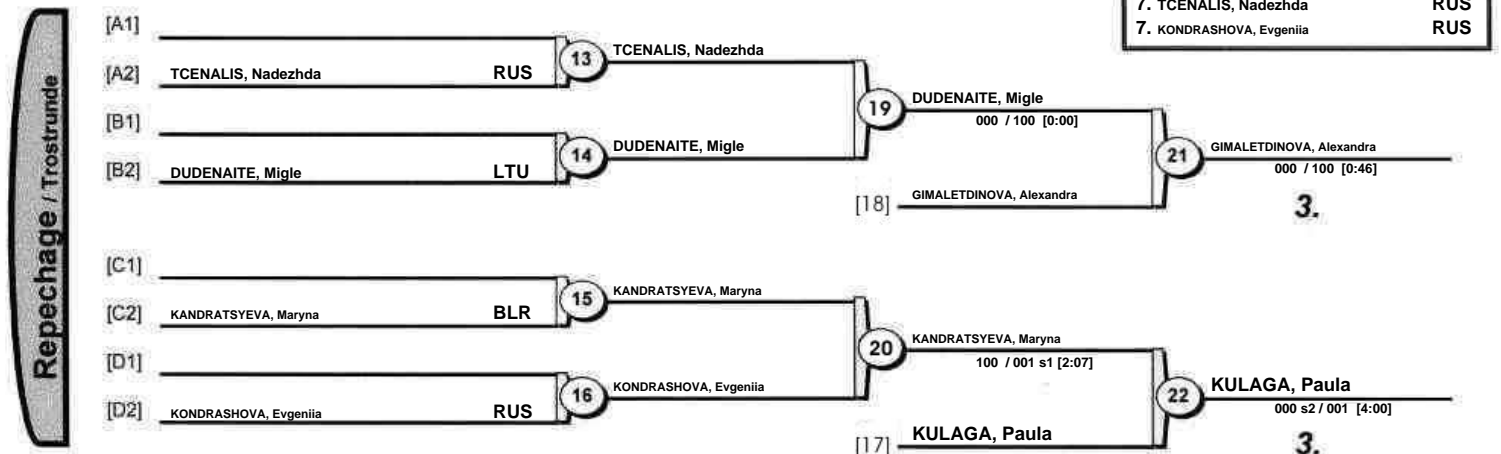 7. TCENALIS, Nadezhda RUS
7. KONDRASHOVA, Evgeniia RUS
Repechage / Trostrunde
[A1]
13 TCENALIS, Nadezhda
[A2] TCENALIS, Nadezhda RUS
19 DUDENAITE, Migle
000 / 100 [0:00]
[B1]
14 DUDENAITE, Migle
[B2] DUDENAITE, Migle LTU
21 GIMALETDINOVA, Alexandra
000 / 100 [0:46]
[18] GIMALETDINOVA, Alexandra
3.
[C1]
15 KANDRATSYEVA, Maryna
[C2] KANDRATSYEVA, Maryna BLR
20 KANDRATSYEVA, Maryna
100 / 001 s1 [2:07]
[D1]
16 KONDRASHOVA, Evgeniia
[D2] KONDRASHOVA, Evgeniia RUS
22 KULAGA, Paula
000 s2 / 001 [4:00]
[17] KULAGA, Paula
3.